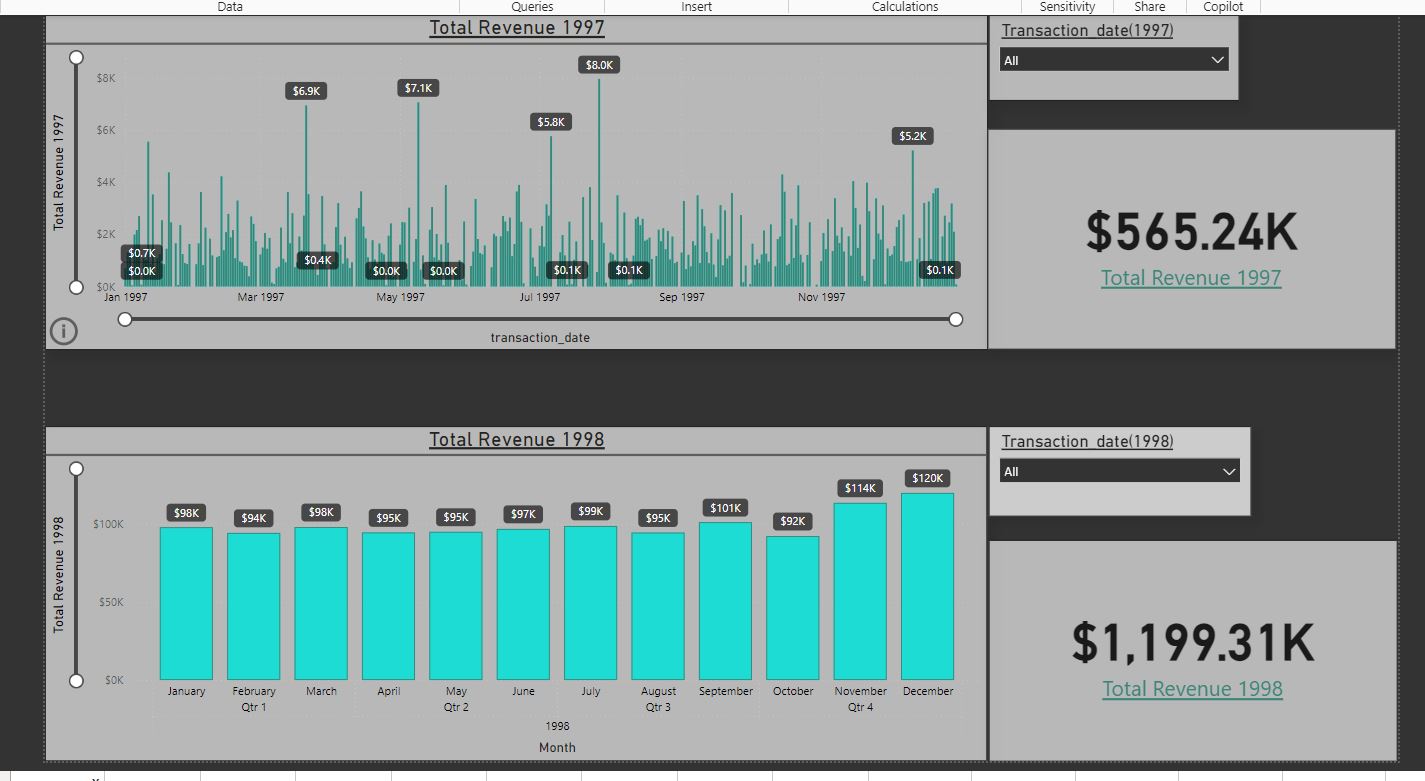 Data Queries Insert Calculations Sensitivity Share Copilot
Total Revenue 1997
Transaction_date(1997)
All
Total Revenue 1997
$8K
$6K
$4K
$2K
$0K
$0.7K
$0.0K
$6.9K
$0.4K
$0.0K
$7.1K
$0.0K
$5.8K
$0.1K
$8.0K
$0.1K
$5.2K
$0.1K
Jan 1997 Mar 1997 May 1997 Jul 1997 Sep 1997 Nov 1997
transaction_date
$565.24K
Total Revenue 1997
Total Revenue 1998
Transaction_date(1998)
All
Total Revenue 1998
$100K
$50K
$0K
$98K $94K $98K $95K $95K $97K $99K $95K $101K $92K $114K $120K
January February March April May June July August September October November December
Qtr 1 Qtr 2 Qtr 3 Qtr 4
1998
Month
$1,199.31K
Total Revenue 1998